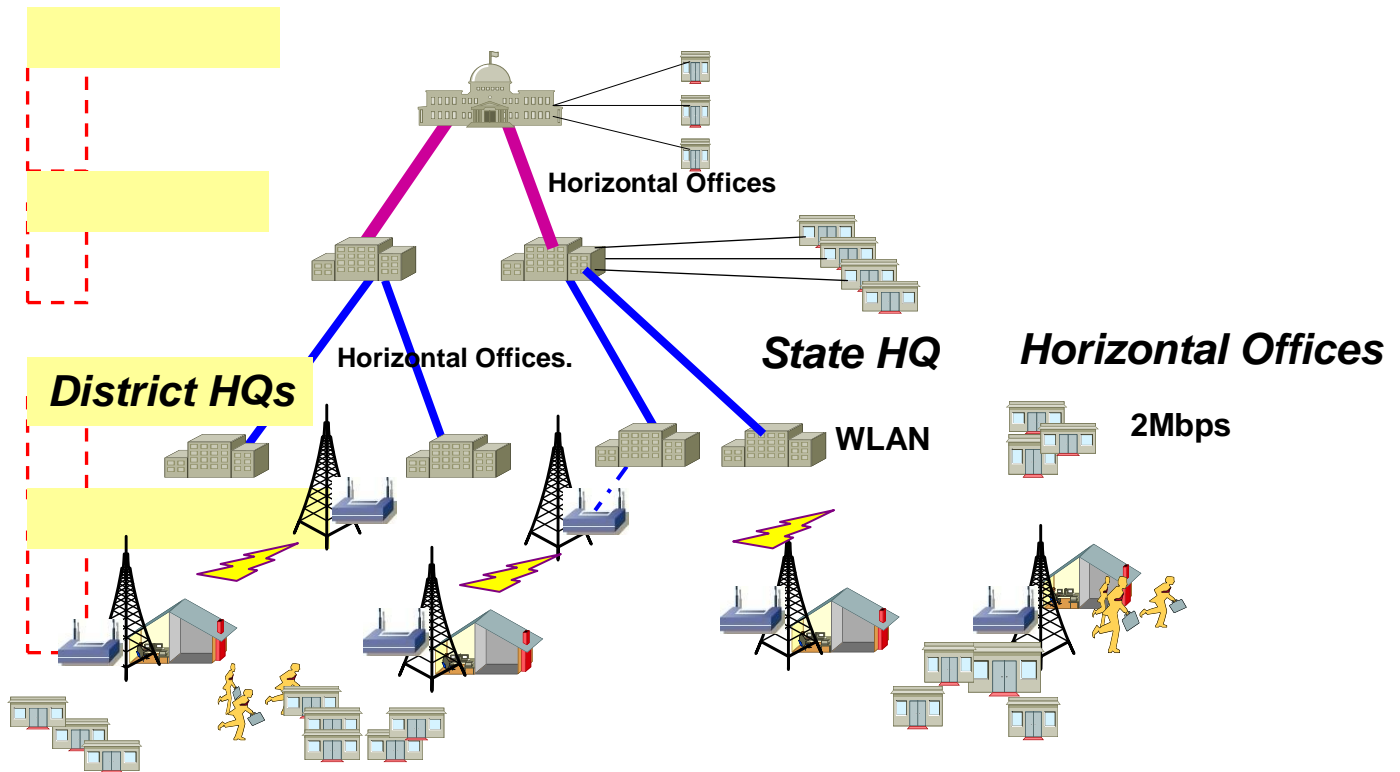 Horizontal Offices
State HQ
Horizontal Offices
Horizontal Offices.
District HQs
WLAN
2Mbps